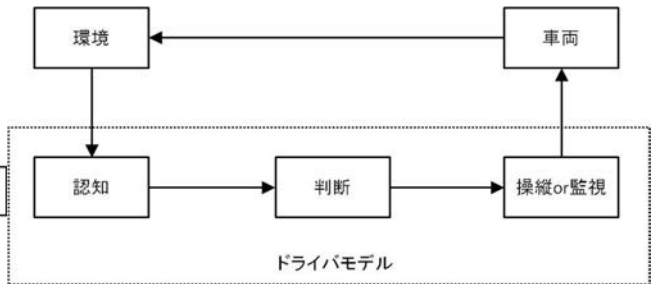 環境
車両
認知
判断
操縦or監視
ドライバモデル